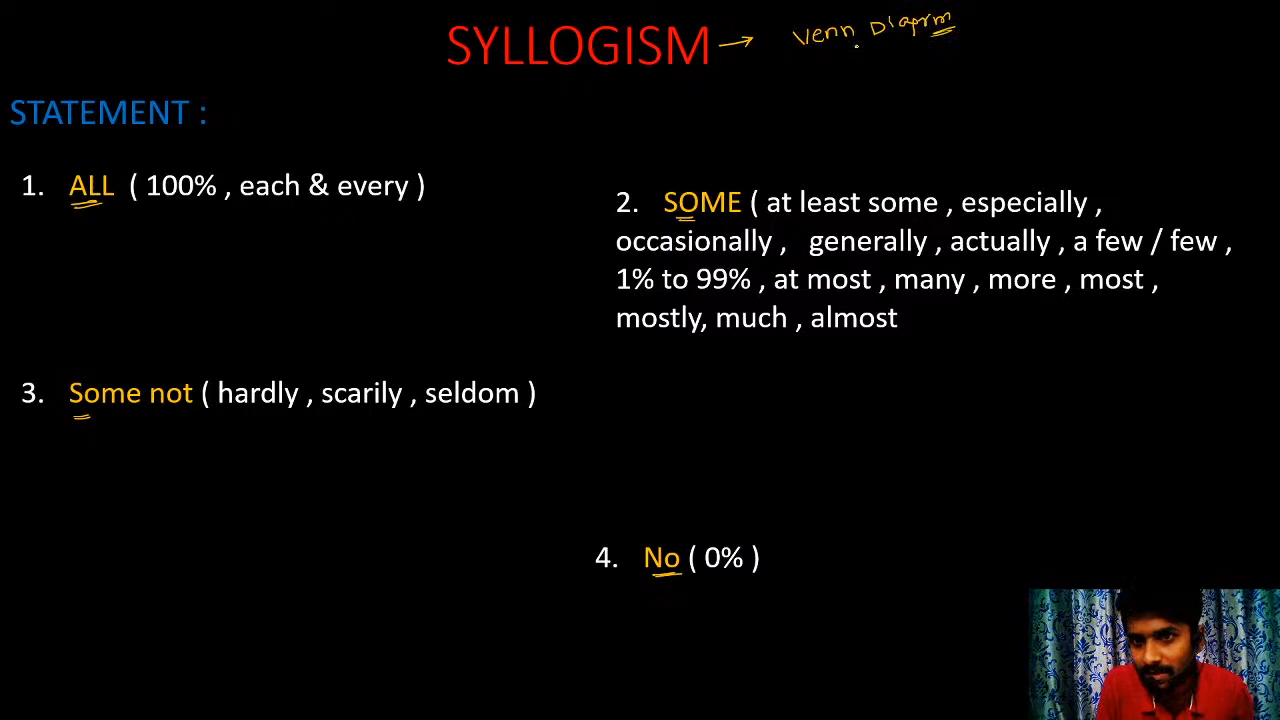 SYLLOGISM → Venn Diagrm
STATEMENT :
1. ALL ( 100% , each & every )
2. SOME ( at least some , especially ,
occasionally , generally , actually , a few / few ,
1% to 99% , at most , many , more , most ,
mostly, much , almost
3. Some not ( hardly , scarily , seldom )
4. No ( 0% )